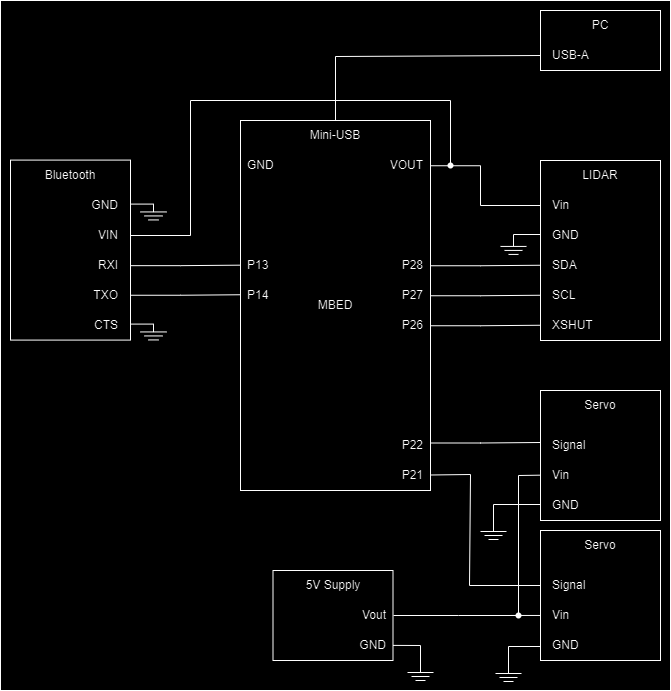 PC
USB-A
Mini-USB
GND
VOUT
Bluetooth
GND
VIN
RXI
TXO
CTS
P13
P14
MBED
P28
P27
P26
P22
P21
LIDAR
Vin
GND
SDA
SCL
XSHUT
Servo
Signal
Vin
GND
Servo
Signal
Vin
GND
5V Supply
Vout
GND